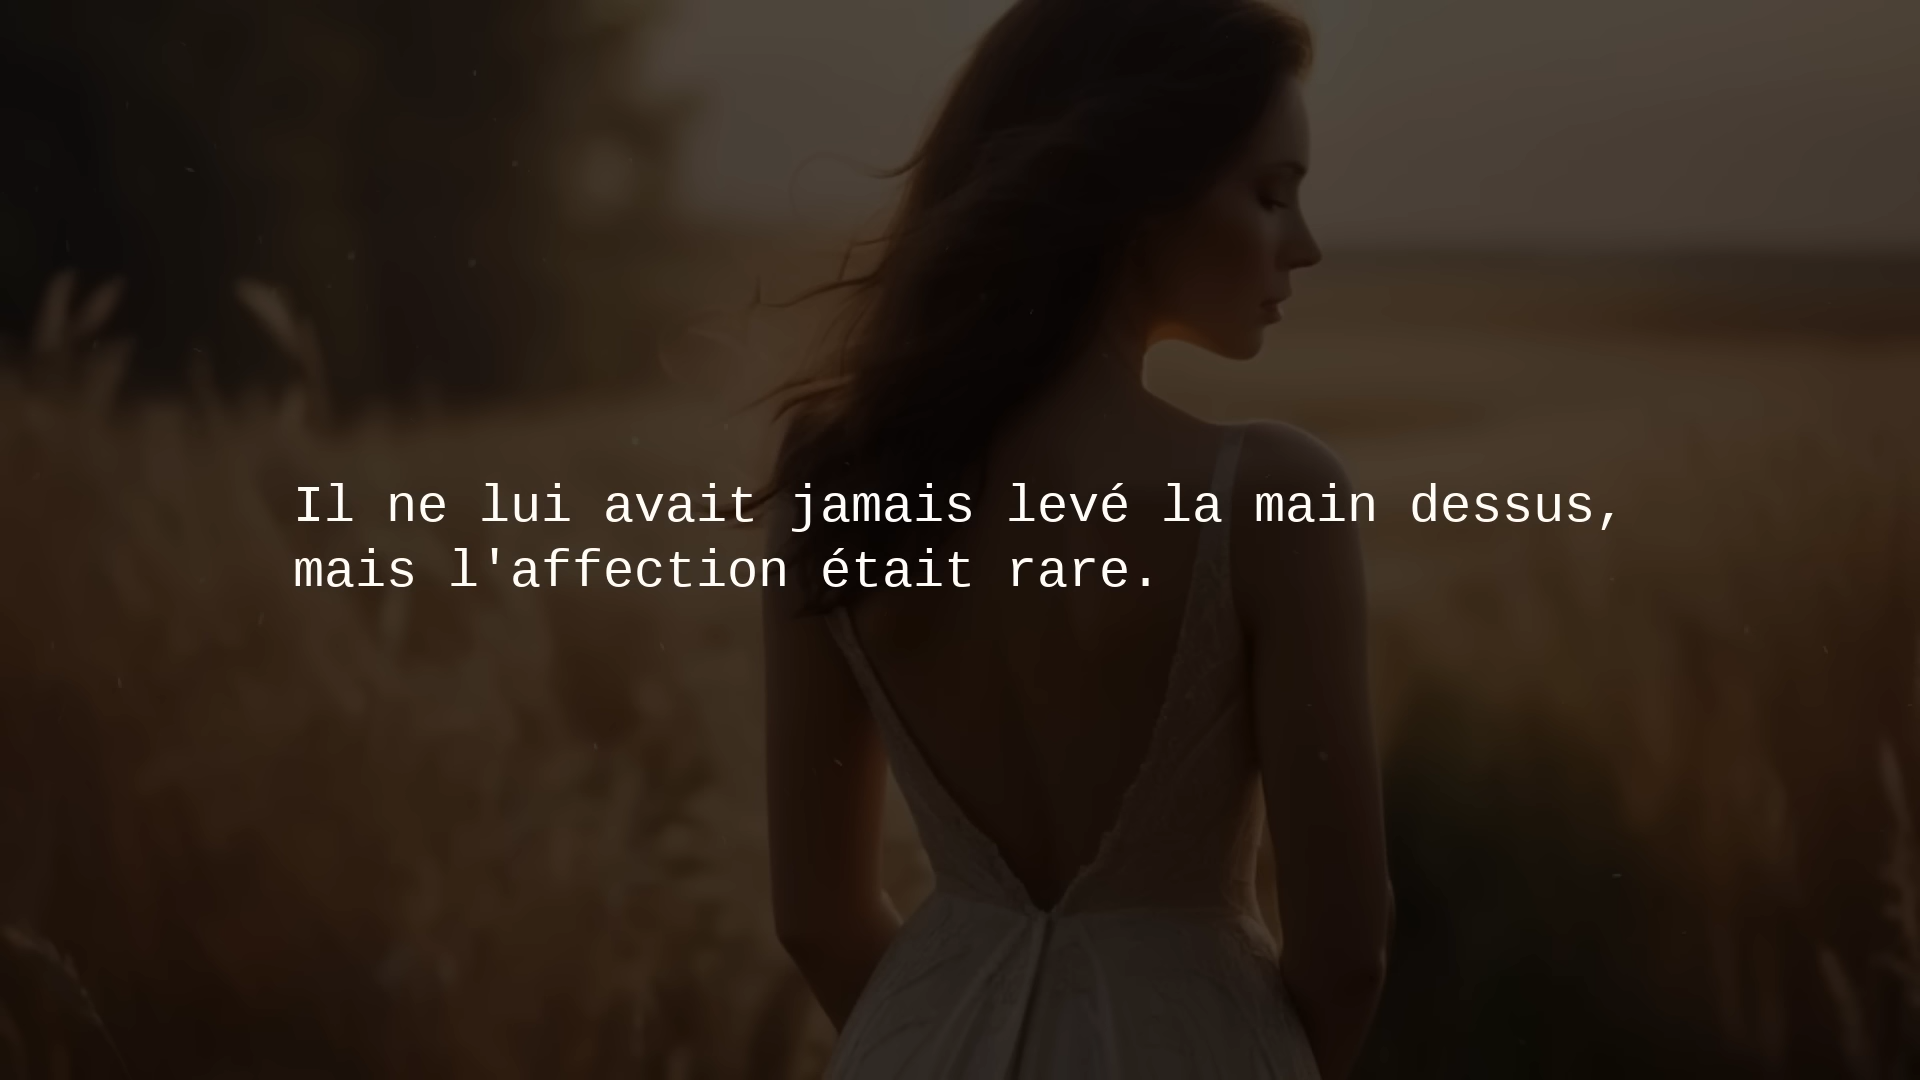 Il ne lui avait jamais levé la main dessus,
mais l'affection était rare.